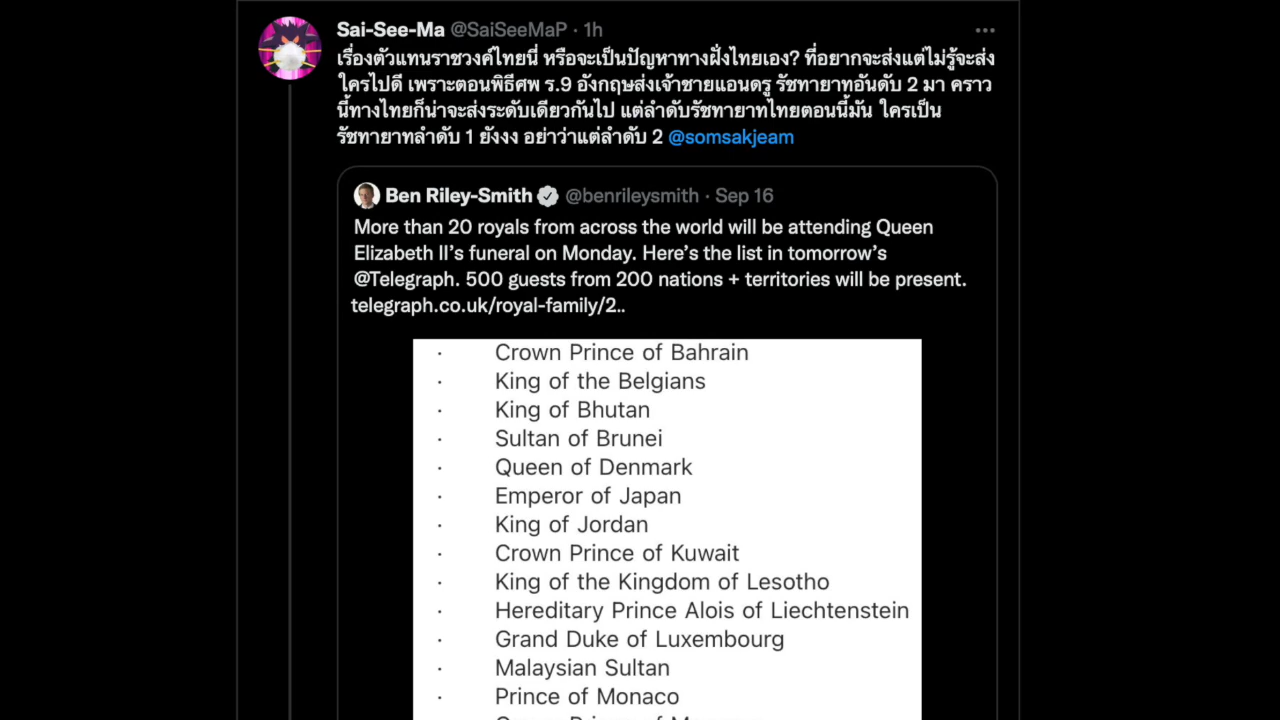 Sai-See-Ma @SaiSeeMaP · 1h
เรื่องตัวแทนราชวงค์ไทยนี่ หรือจะเป็นปัญหาทางฝั่งไทยเอง? ที่อยากจะส่งแต่ไม่รู้จะส่ง
ใครไปดี เพราะตอนพิธีศพ ร.9 อังกฤษส่งเจ้าชายแอนดรู รัชทายาทอันดับ 2 มา คราว
นี้ทางไทยก็น่าจะส่งระดับเดียวกันไป แต่ลำดับรัชทายาทไทยตอนนี้มัน ใครเป็น
รัชทายาทลำดับ 1 ยังงง อย่าว่าแต่ลำดับ 2 @somsakjeam
Ben Riley-Smith @benrileysmith · Sep 16
More than 20 royals from across the world will be attending Queen
Elizabeth II's funeral on Monday. Here's the list in tomorrow's
@Telegraph. 500 guests from 200 nations + territories will be present.
telegraph.co.uk/royal-family/2..
· Crown Prince of Bahrain
· King of the Belgians
· King of Bhutan
· Sultan of Brunei
· Queen of Denmark
· Emperor of Japan
· King of Jordan
· Crown Prince of Kuwait
· King of the Kingdom of Lesotho
· Hereditary Prince Alois of Liechtenstein
· Grand Duke of Luxembourg
· Malaysian Sultan
· Prince of Monaco